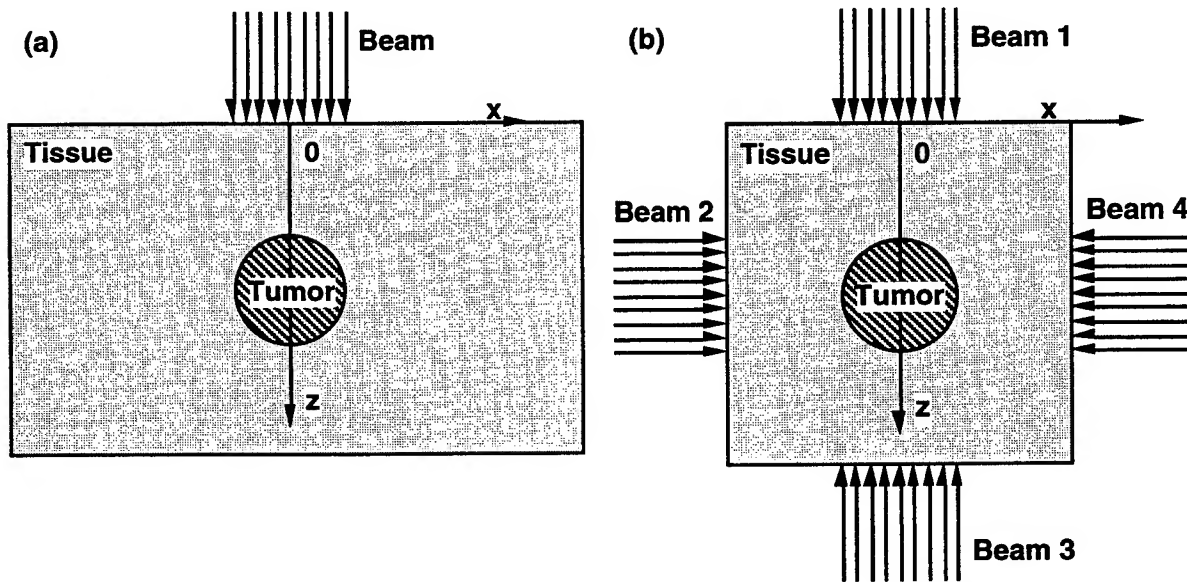 (a)
Beam
x
Tissue
0
Tumor
z
(b)
Beam 1
x
Tissue
0
Beam 2
Beam 4
Tumor
z
Beam 3